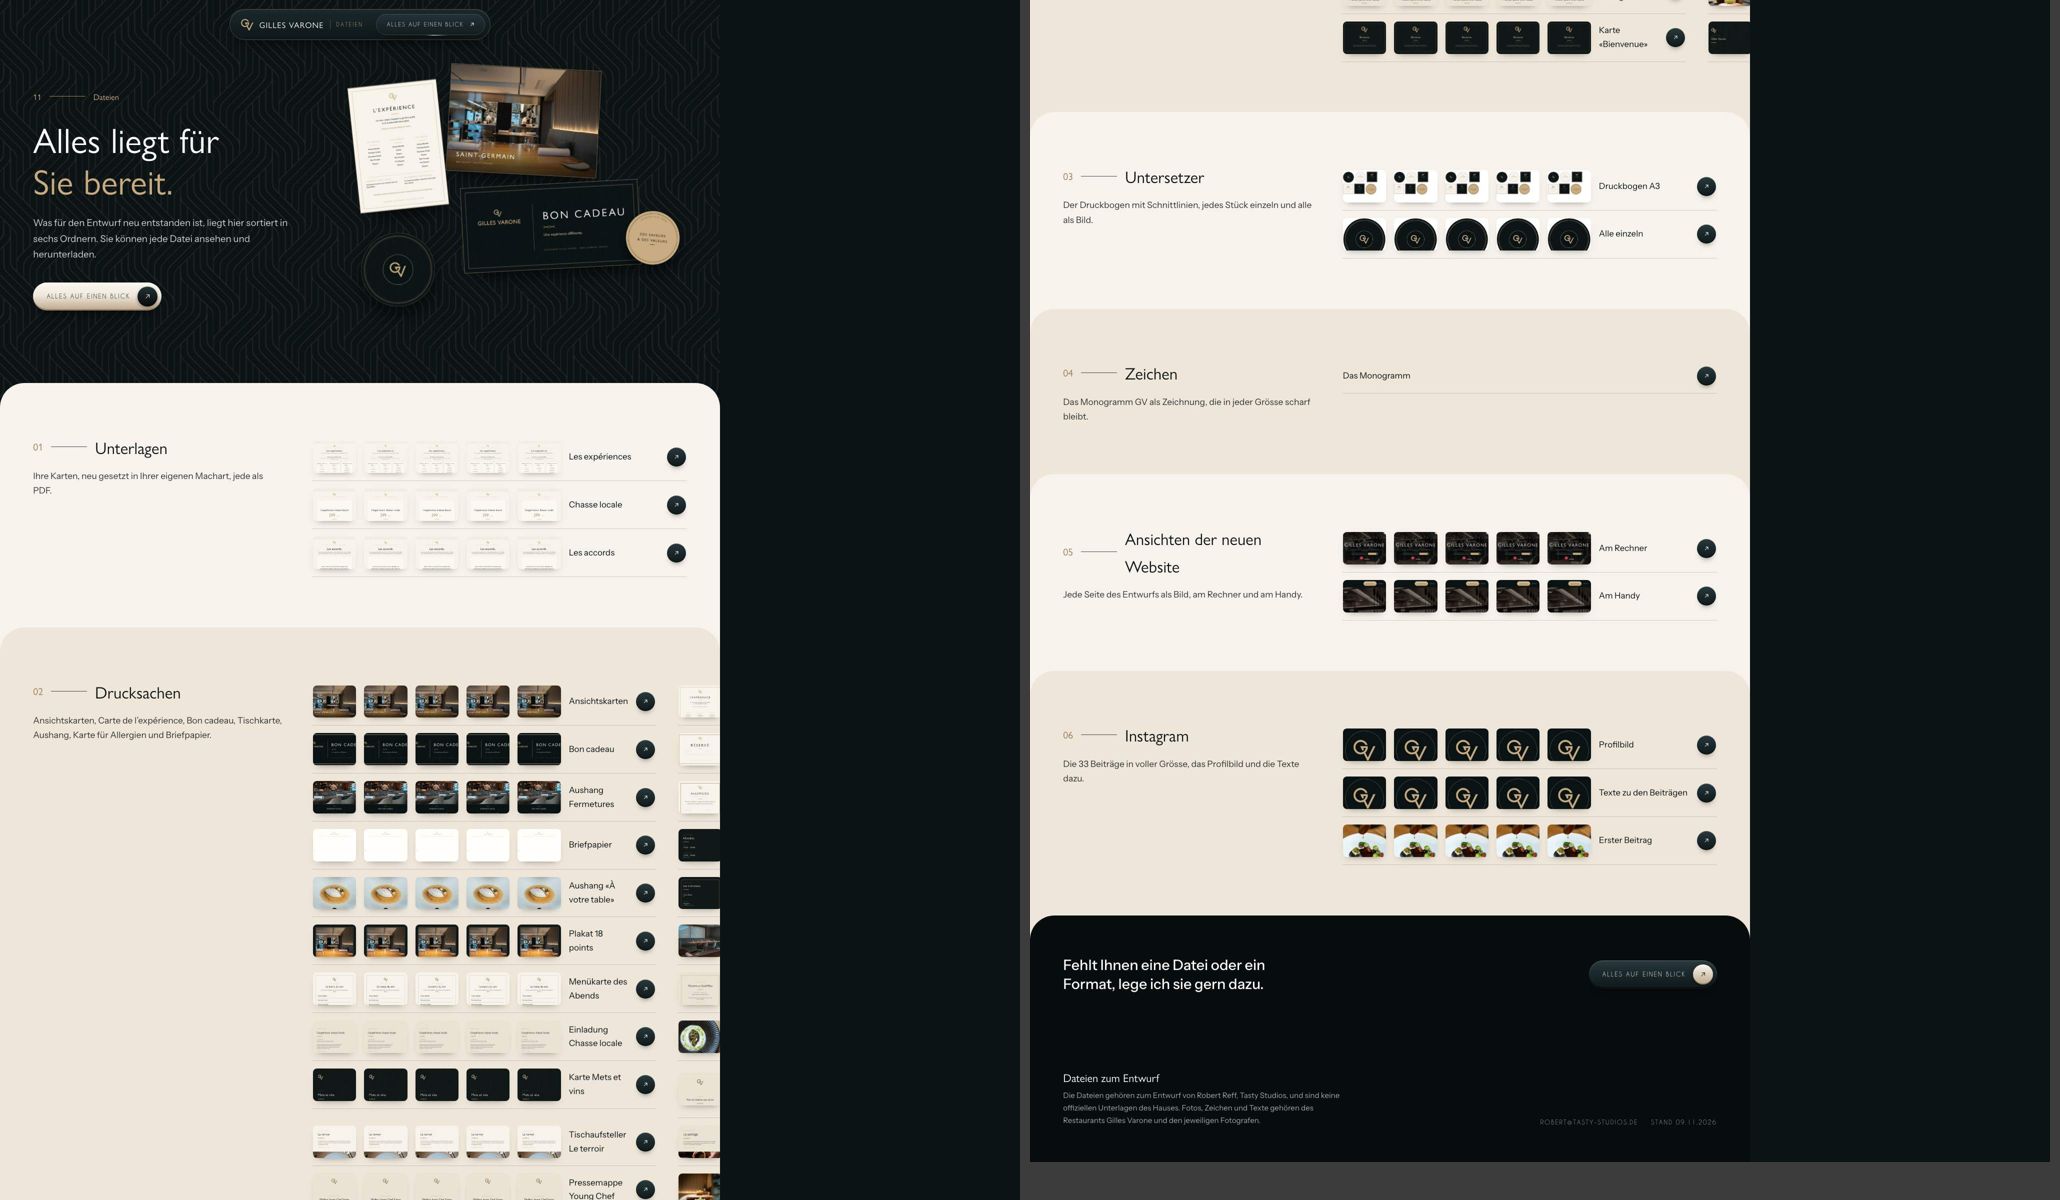 GILLES VARONE
DATEIEN
ALLES AUF EINEN BLICK
11
Dateien
Alles liegt für
Sie bereit.
Was für den Entwurf neu entstanden ist, liegt hier sortiert in
sechs Ordnern. Sie können jede Datei ansehen und
herunterladen.
ALLES AUF EINEN BLICK
L'EXPÉRIENCE
SAINT-GERMAIN
GILLES VARONE
BON CADEAU
01
Unterlagen
Ihre Karten, neu gesetzt in Ihrer eigenen Machart, jede als
PDF.
Les expériences
Chasse locale
Les accords
02
Drucksachen
Ansichtskarten, Carte de l'expérience, Bon cadeau, Tischkarte,
Aushang, Karte für Allergien und Briefpapier.
Ansichtskarten
Bon cadeau
Aushang
Fermetures
Briefpapier
Aushang «À
votre table»
Plakat 18
points
Menükarte des
Abends
Einladung
Chasse locale
Karte Mets et
vins
Tischaufsteller
Le terroir
Pressemappe
Young Chef
Karte
«Bienvenue»
03
Untersetzer
Der Druckbogen mit Schnittlinien, jedes Stück einzeln und alle
als Bild.
Druckbogen A3
Alle einzeln
04
Zeichen
Das Monogramm GV als Zeichnung, die in jeder Grösse scharf
bleibt.
Das Monogramm
05
Ansichten der neuen
Website
Jede Seite des Entwurfs als Bild, am Rechner und am Handy.
Am Rechner
Am Handy
06
Instagram
Die 33 Beiträge in voller Grösse, das Profilbild und die Texte
dazu.
Profilbild
Texte zu den Beiträgen
Erster Beitrag
Fehlt Ihnen eine Datei oder ein
Format, lege ich sie gern dazu.
ALLES AUF EINEN BLICK
Dateien zum Entwurf
Die Dateien gehören zum Entwurf von Robert Reff, Tasty Studios, und sind keine
offiziellen Unterlagen des Hauses. Fotos, Zeichen und Texte gehören des
Restaurants Gilles Varone und den jeweiligen Fotografen.
ROBERT@TASTY-STUDIOS.DE
STAND 09.11.2026